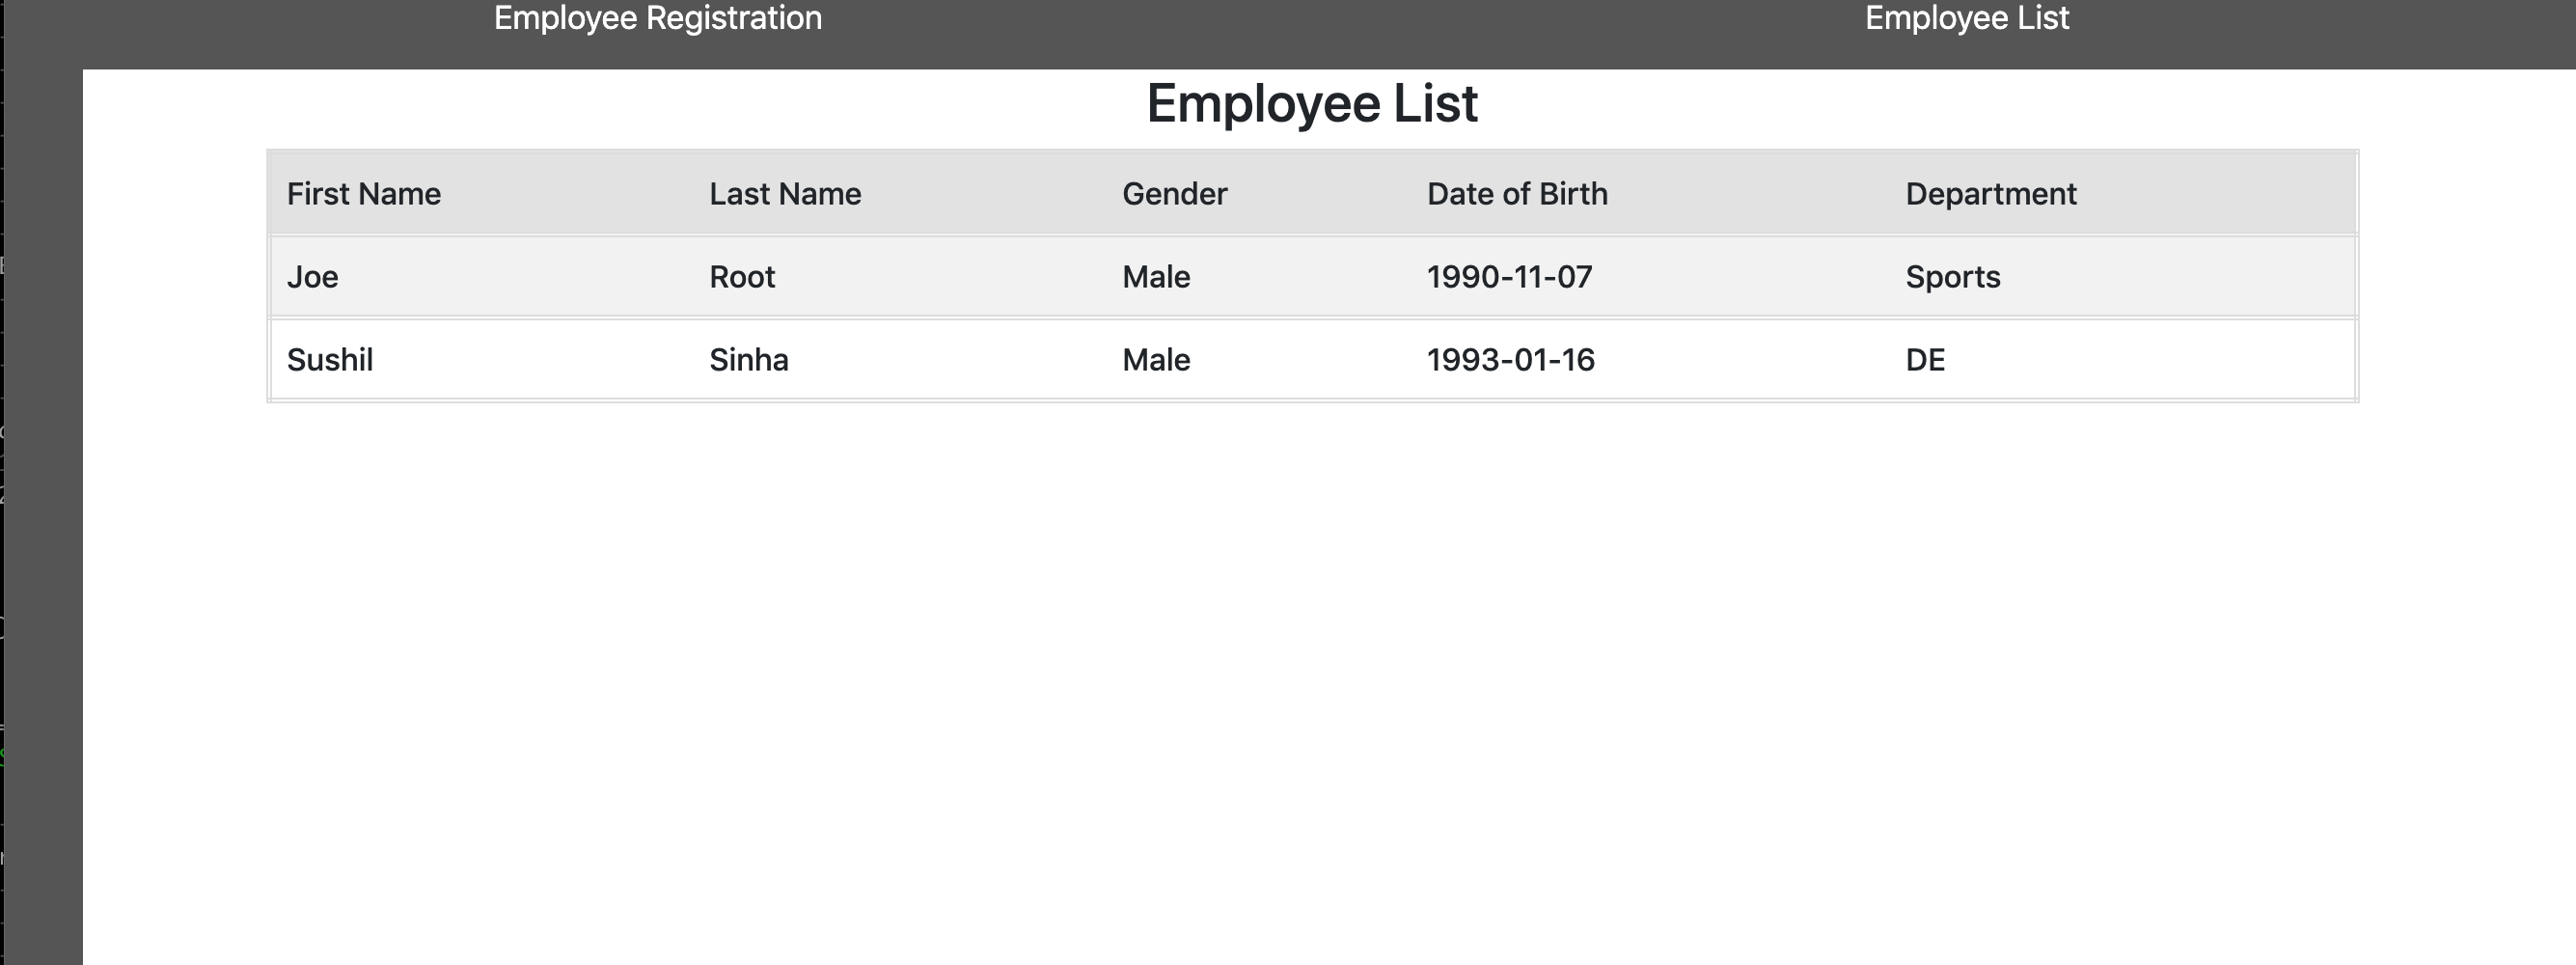 Employee Registration Employee List
Employee List
First Name Last Name Gender Date of Birth Department
Joe Root Male 1990-11-07 Sports
Sushil Sinha Male 1993-01-16 DE